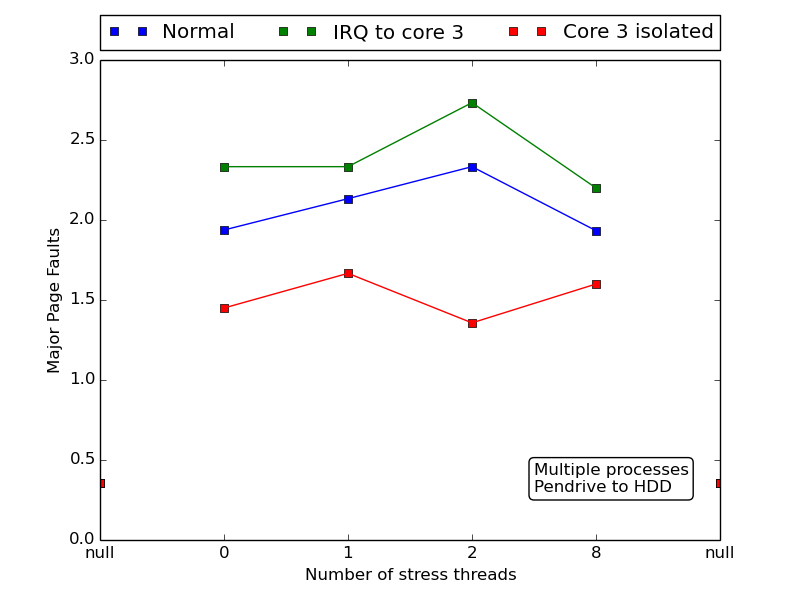 Normal IRQ to core 3 Core 3 isolated
3.0
2.5
2.0
1.5
1.0
0.5
0.0
Major Page Faults
Multiple processes
Pendrive to HDD
null 0 1 2 8 null
Number of stress threads